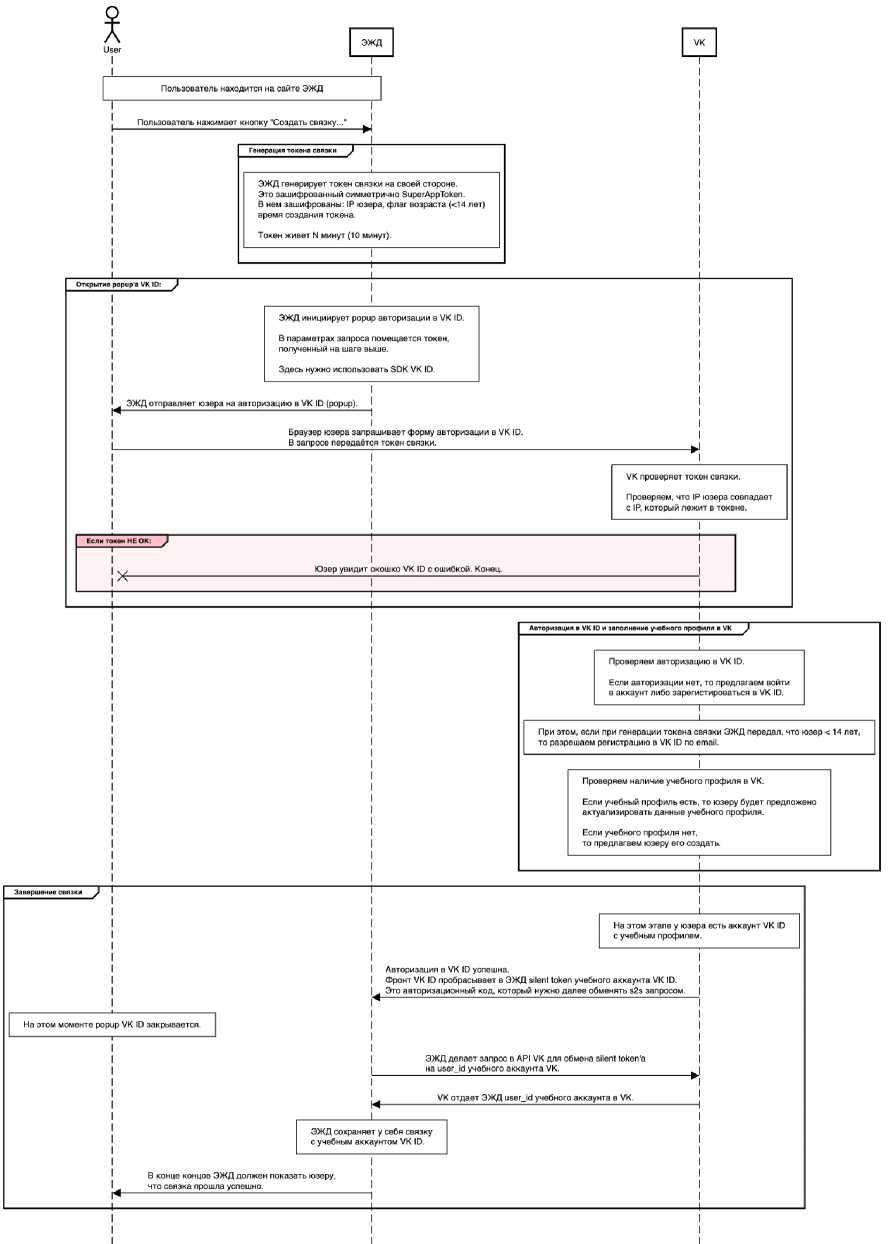 User
ЭЖД
VK
Пользователь находится на сайте ЭЖД
Пользователь нажимает кнопку "Создать связку..."
Генерация токена связки
ЭЖД генерирует токен связки на своей стороне.
Это зашифрованный симметрично SuperAppToken.
В нем зашифрованы: IP юзера, флаг возраста (<14 лет)
время создания токена.
Токен живет N минут (10 минут).
Открытие popup'а VK ID:
ЭЖД инициирует popup авторизации в VK ID.
В параметрах запроса помещается токен,
полученный на шаге выше.
Здесь нужно использовать SDK VK ID.
ЭЖД отправляет юзера на авторизацию в VK ID (popup).
Браузер юзера запрашивает форму авторизации в VK ID.
В запросе передаётся токен связки.
VK проверяет токен связки.
Проверяем, что IP юзера совпадает
с IP, который лежит в токене.
Если токен НЕ ОК:
Юзер увидит окошко VK ID с ошибкой. Конец.
Авторизация в VK ID и заполнение учебного профиля в VK
Проверяем авторизацию в VK ID.
Если авторизации нет, то предлагаем войти
в аккаунт либо зарегистироваться в VK ID.
При этом, если при генерации токена связки ЭЖД передал, что юзер < 14 лет,
то разрешаем регистрацию в VK ID по email.
Проверяем наличие учебного профиля в VK.
Если учебный профиль есть, то юзеру будет предложено
актуализировать данные учебного профиля.
Если учебного профиля нет,
то предлагаем юзеру его создать.
Завершение связки
На этом этапе у юзера есть аккаунт VK ID
с учебным профилем.
Авторизация в VK ID успешна.
Фронт VK ID пробрасывает в ЭЖД silent token учебного аккаунта VK ID.
Это авторизационный код, который нужно далее обменять s2s запросом.
На этом моменте popup VK ID закрывается.
ЭЖД делает запрос в API VK для обмена silent token'а
на user_id учебного аккаунта VK.
VK отдает ЭЖД user_id учебного аккаунта в VK.
ЭЖД сохраняет у себя связку
с учебным аккаунтом VK ID.
В конце концов ЭЖД должен показать юзеру,
что связка прошла успешно.